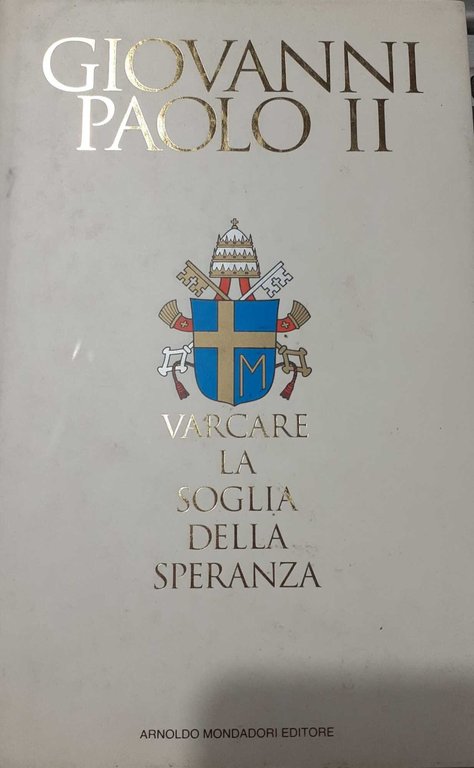 GIOVANNI
PAOLO II
M
VARCARE
LA
SOGLIA
DELLA
SPERANZA
ARNOLDO MONDADORI EDITORE